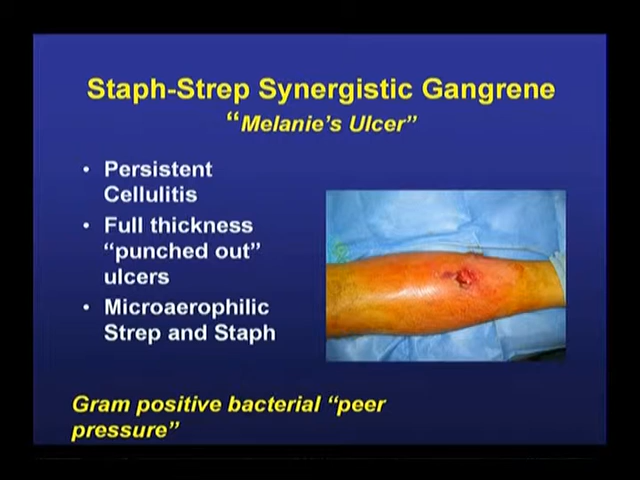 Staph-Strep Synergistic Gangrene
“Melanie’s Ulcer”
• Persistent
Cellulitis
• Full thickness
“punched out”
ulcers
• Microaerophilic
Strep and Staph
Gram positive bacterial “peer
pressure”